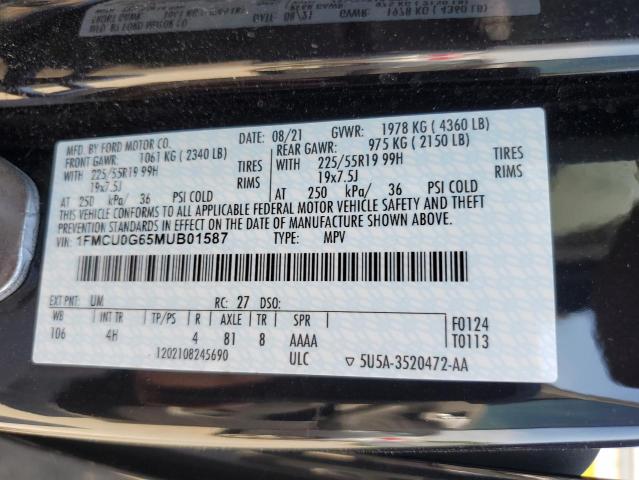 MFD. BY FORD MOTOR CO. DATE: 08/21 GVWR: 1978 KG ( 4360 LB)
FRONT GAWR: 1061 KG ( 2340 LB) REAR GAWR: 975 KG ( 2150 LB)
WITH 225/55R19 99H TIRES WITH 225/55R19 99H TIRES
19x7.5J RIMS 19x7.5J RIMS
AT 250 kPa/ 36 PSI COLD AT 250 kPa/ 36 PSI COLD
THIS VEHICLE CONFORMS TO ALL APPLICABLE FEDERAL MOTOR VEHICLE SAFETY AND THEFT
PREVENTION STANDARDS IN EFFECT ON THE DATE OF MANUFACTURE SHOWN ABOVE.
VIN: 1FMCU0G65MUB01587 TYPE: MPV
EXT PNT: UM RC: 27 DSO:
WB INT TR TP/PS R AXLE TR SPR F0124
106 4H 4 81 8 AAAA T0113
1202108245690 ULC ▽ 5U5A-3520472-AA